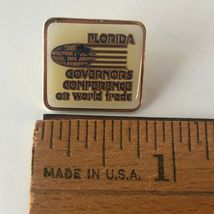 FLORIDA
GOVERNORS
CONFERENCE
on world trade
1
MADE IN U.S.A.